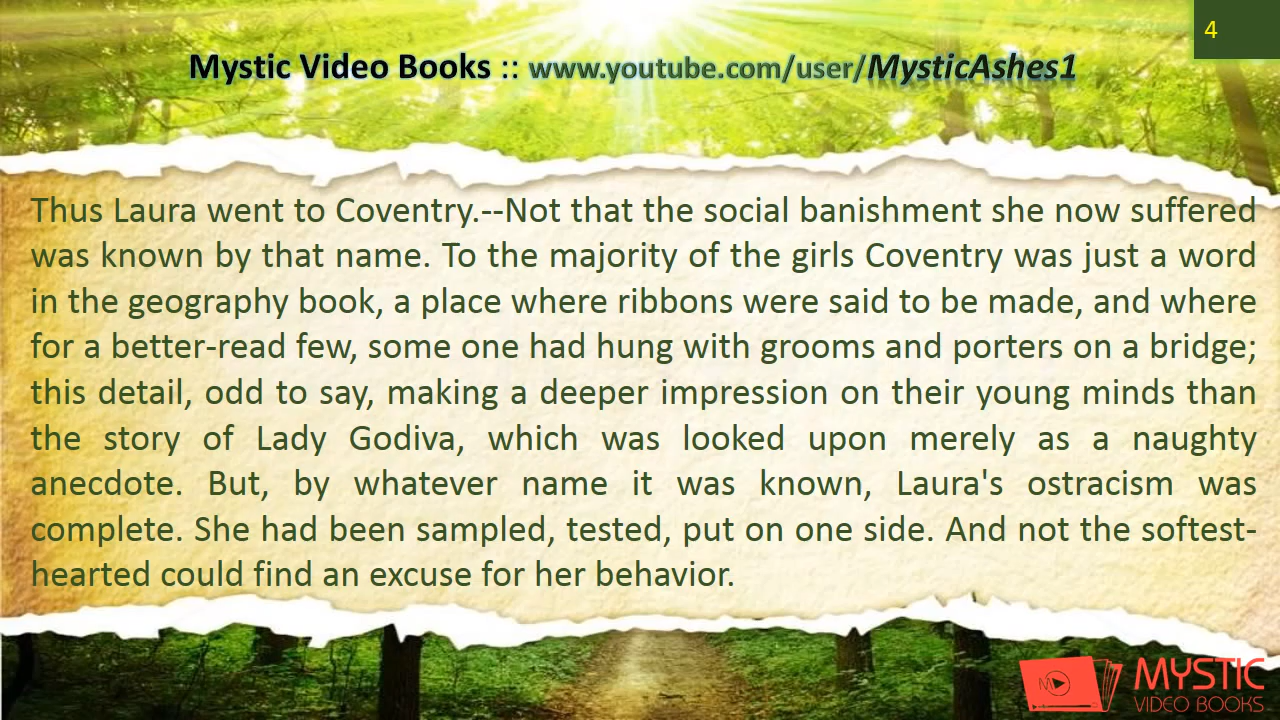 4
Mystic Video Books :: www.youtube.com/user/MysticAshes1
Thus Laura went to Coventry.--Not that the social banishment she now suffered
was known by that name. To the majority of the girls Coventry was just a word
in the geography book, a place where ribbons were said to be made, and where
for a better-read few, some one had hung with grooms and porters on a bridge;
this detail, odd to say, making a deeper impression on their young minds than
the story of Lady Godiva, which was looked upon merely as a naughty
anecdote. But, by whatever name it was known, Laura's ostracism was
complete. She had been sampled, tested, put on one side. And not the softest-
hearted could find an excuse for her behavior.
MYSTIC
VIDEO BOOKS